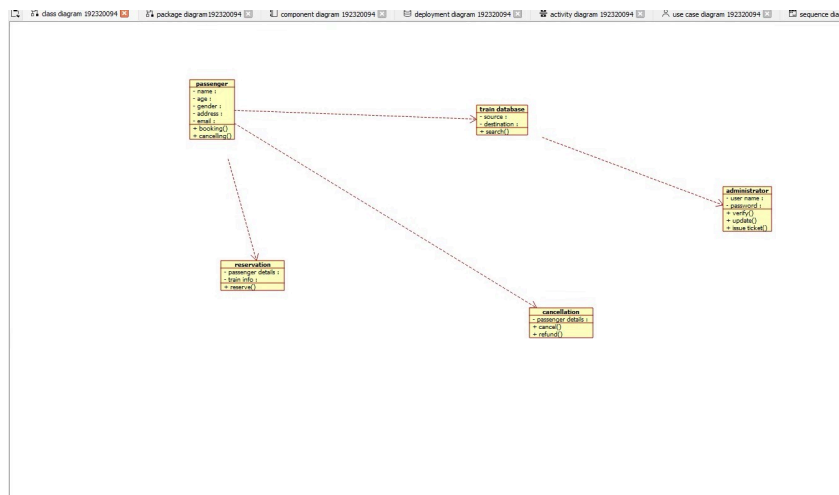 class diagram 192320094
package diagram192320094
component diagram 192320094
deployment diagram 192320094
activity diagram 192320094
use case diagram 192320094
sequence dia
passenger
- name :
- age :
- gender :
- address :
- email :
+ booking()
+ cancelling()
train database
- source :
- destination :
+ search()
administrator
- user name :
- password :
+ verify()
+ update()
+ issue ticket()
reservation
- passenger details :
- train info :
+ reserve()
cancellation
- passenger details :
+ cancel()
+ refund()